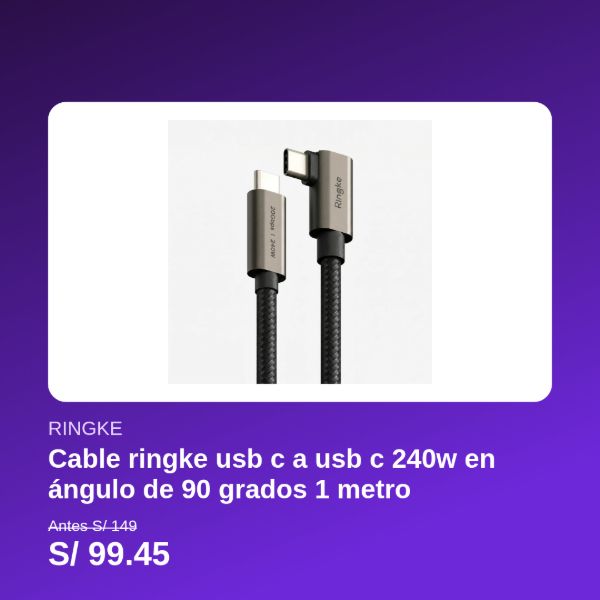 Ringke
20Gbps | 240W
RINGKE
Cable ringke usb c a usb c 240w en
ángulo de 90 grados 1 metro
Antes S/ 149
S/ 99.45